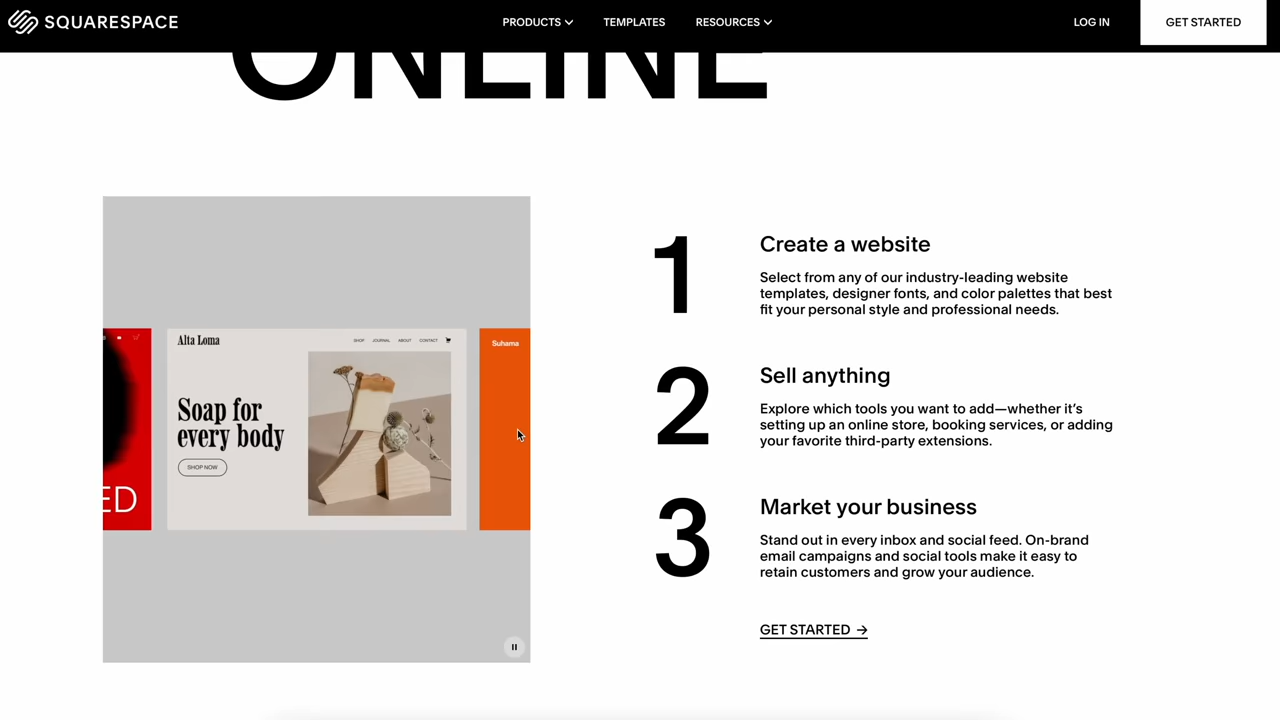 SQUARESPACE
PRODUCTS
TEMPLATES
RESOURCES
LOG IN
GET STARTED
ONLINE
Alta Loma
SHOP
JOURNAL
ABOUT
CONTACT
Soap for
every body
SHOP NOW
ED
Suhama
1
Create a website
Select from any of our industry-leading website
templates, designer fonts, and color palettes that best
fit your personal style and professional needs.
2
Sell anything
Explore which tools you want to add—whether it’s
setting up an online store, booking services, or adding
your favorite third-party extensions.
3
Market your business
Stand out in every inbox and social feed. On-brand
email campaigns and social tools make it easy to
retain customers and grow your audience.
GET STARTED →